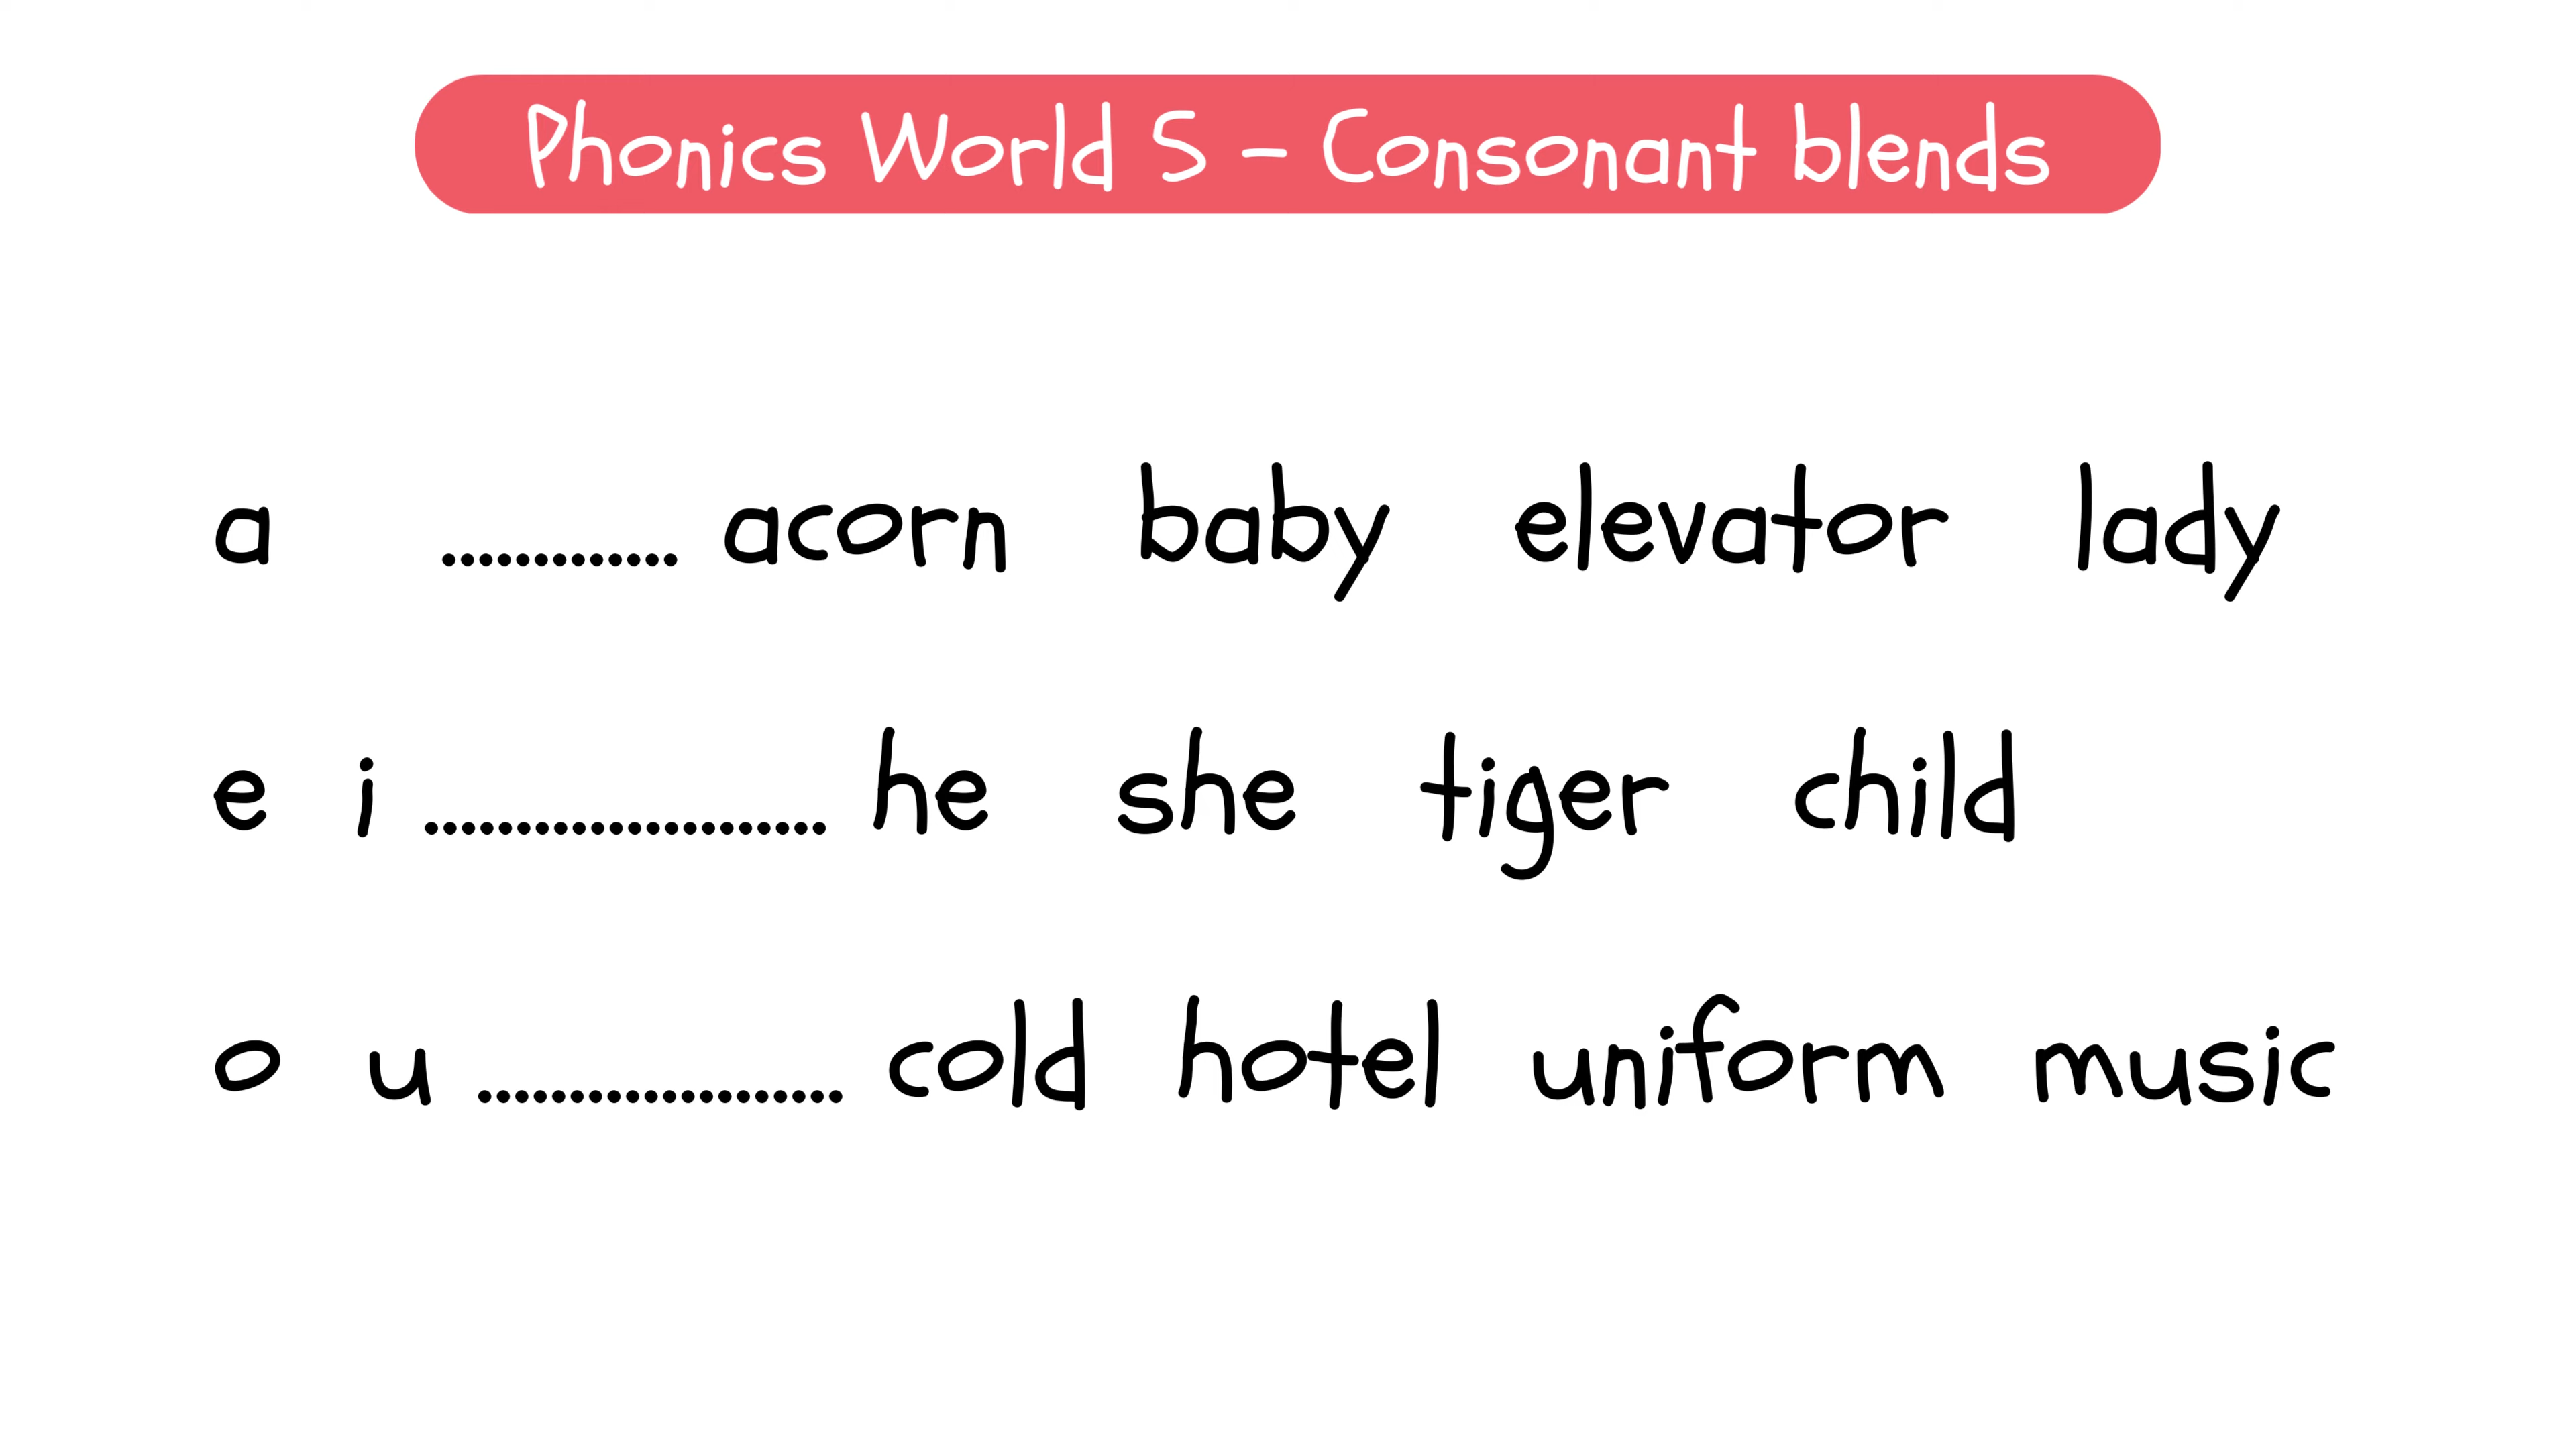 Phonics World 5 - Consonant blends
a ............. acorn baby elevator lady
e i ...................... he she tiger child
o u .................... cold hotel uniform music